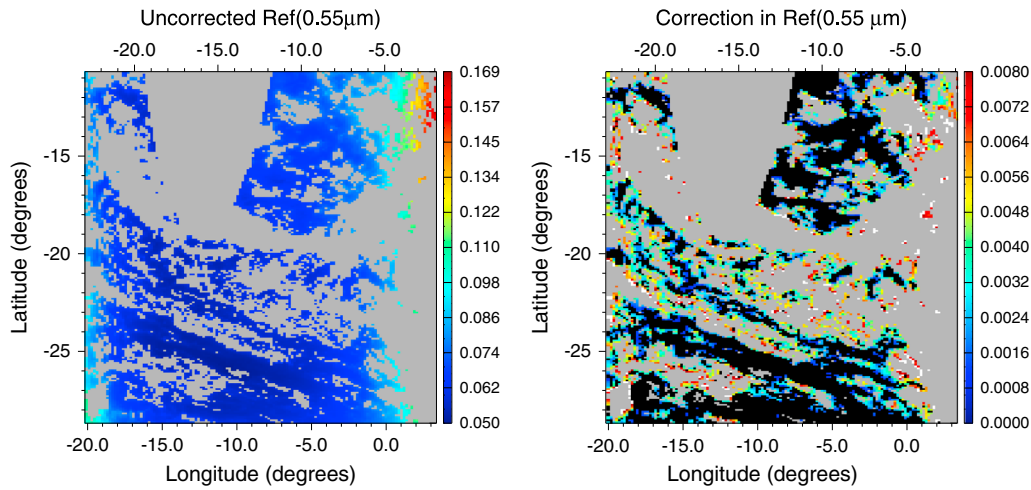 Uncorrected Ref(0.55μm)
-20.0 -15.0 -10.0 -5.0
Latitude (degrees)
-15
-20
-25
-20.0 -15.0 -10.0 -5.0 0.0
Longitude (degrees)
0.169
0.157
0.145
0.134
0.122
0.110
0.098
0.086
0.074
0.062
0.050
Correction in Ref(0.55 μm)
-20.0 -15.0 -10.0 -5.0
Latitude (degrees)
-15
-20
-25
-20.0 -15.0 -10.0 -5.0 0.0
Longitude (degrees)
0.0080
0.0072
0.0064
0.0056
0.0048
0.0040
0.0032
0.0024
0.0016
0.0008
0.0000